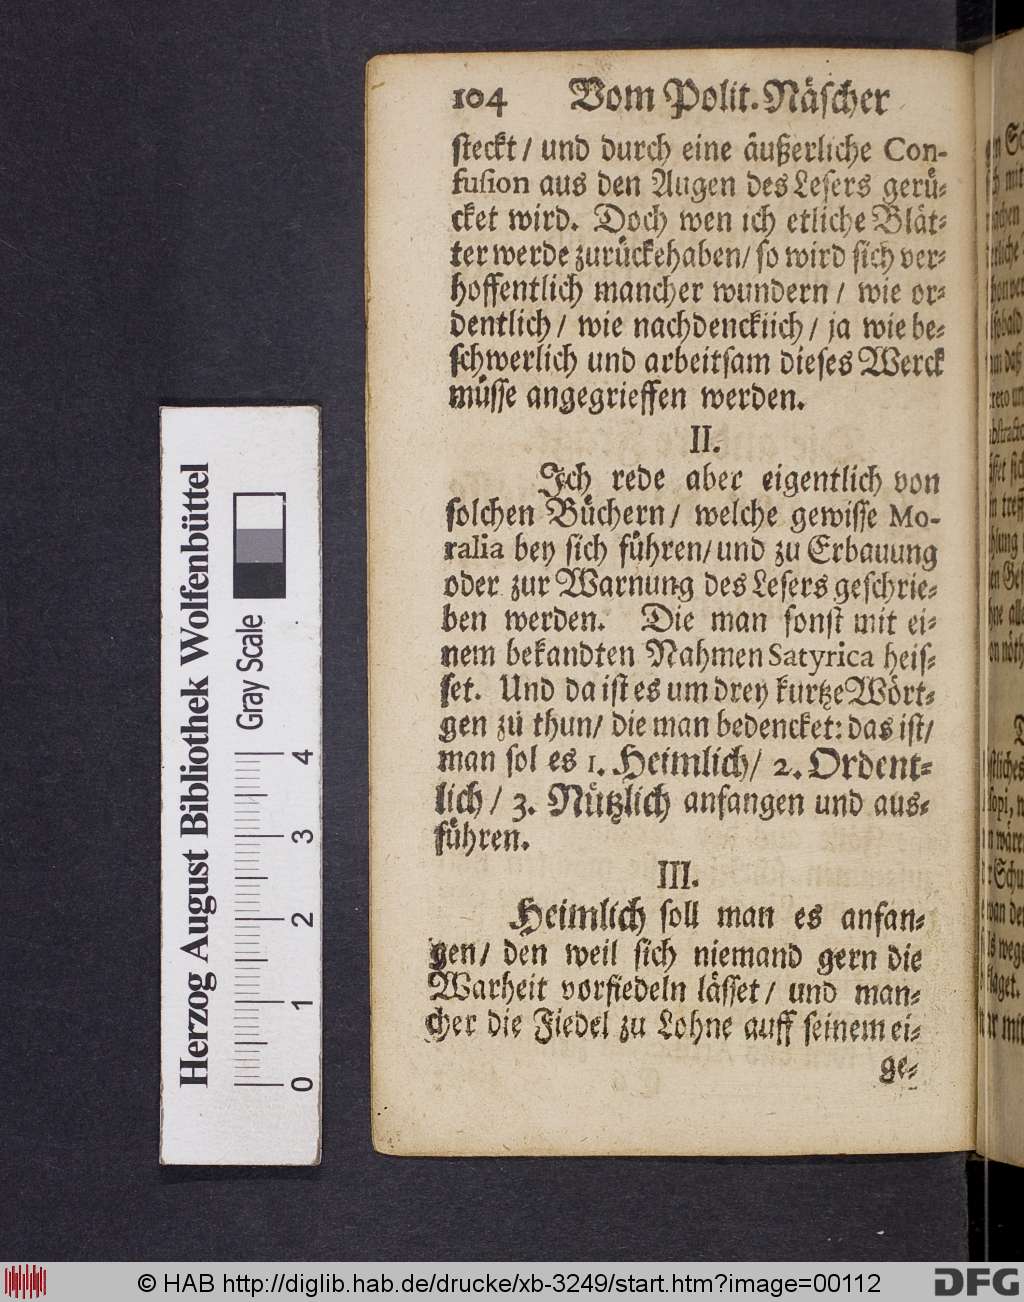 104 Vom Polit. Näscher
steckt / und durch eine äußerliche Con-
fusion aus den Augen des Lesers gerü-
cket wird. Doch wen ich etliche Blät-
ter werde zurückehaben / so wird sich ver-
hoffentlich mancher wundern / wie or-
dentlich / wie nachdenckiich / ja wie be-
schwerlich und arbeitsam dieses Werck
müsse angegrieffen werden.
II.
Ich rede aber eigentlich von
solchen Büchern / welche gewisse Mo-
ralia bey sich führen / und zu Erbauung
oder zur Warnung des Lesers geschrie-
ben werden. Die man sonst mit ei-
nem bekandten Nahmen Satyrica heis-
set. Und da ist es um drey kurtze Wört-
gen zu thun / die man bedencket: das ist /
man sol es 1. Heimlich / 2. Ordent-
lich / 3. Nützlich anfangen und aus-
führen.
III.
Heimlich soll man es anfan-
gen / den weil sich niemand gern die
Warheit vorfiedeln lässet / und man-
cher die Fiedel zu Lohne auff seinem ei-
ge-
Herzog August Bibliothek Wolfenbüttel
Gray Scale
0 1 2 3 4
© HAB http://diglib.hab.de/drucke/xb-3249/start.htm?image=00112
DFG